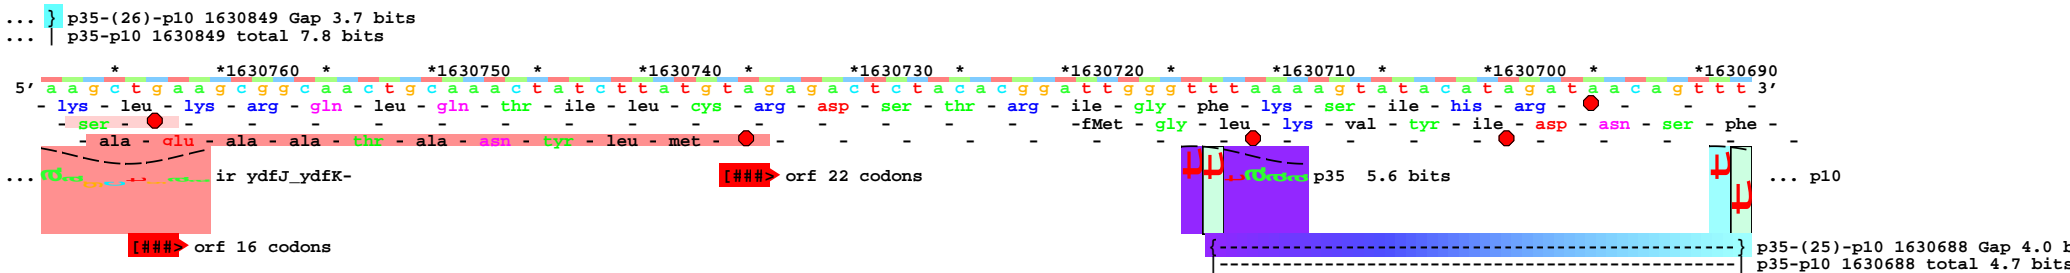 ... } p35-(26)-p10 1630849 Gap 3.7 bits
... | p35-p10 1630849 total 7.8 bits
* *1630760 * *1630750 * *1630740 * *1630730 * *1630720 * *1630710 * *1630700 * *1630690
5' a a g c t g a a g c g g c a a c t g c a a a c t a t c t t a t g t a g a g a c t c t a c a c g g a t t g g g t t t a a a a g t a t a c a t a g a t a a c a g t t t 3'
- lys - leu - lys - arg - gln - leu - gln - thr - ile - leu - cys - arg - asp - ser - thr - arg - ile - gly - phe - lys - ser - ile - his - arg - - -
- ser - - - - - - - - - - - - - - - -fMet - gly - leu - lys - val - tyr - ile - asp - asn - ser - phe -
- ala - glu - ala - ala - thr - ala - asn - tyr - leu - met - - - - - - - - - - - - - - - -
... ir ydfJ_ydfK- [###> orf 22 codons p35 5.6 bits ... p10
[###> orf 16 codons {-----------------------------------------------} p35-(25)-p10 1630688 Gap 4.0 b
|-----------------------------------------------| p35-p10 1630688 total 4.7 bits